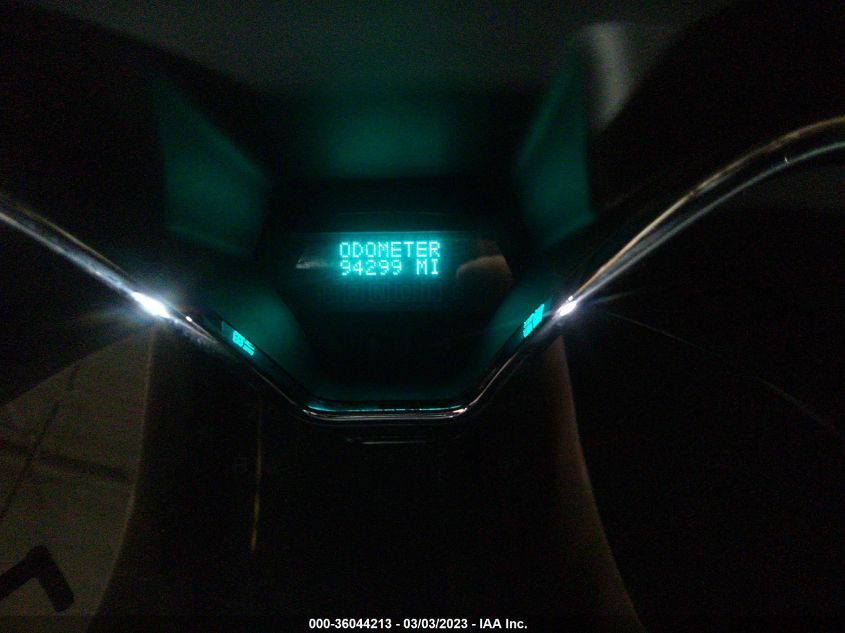 ODOMETER
94299 MI
000-36044213 - 03/03/2023 - IAA Inc.